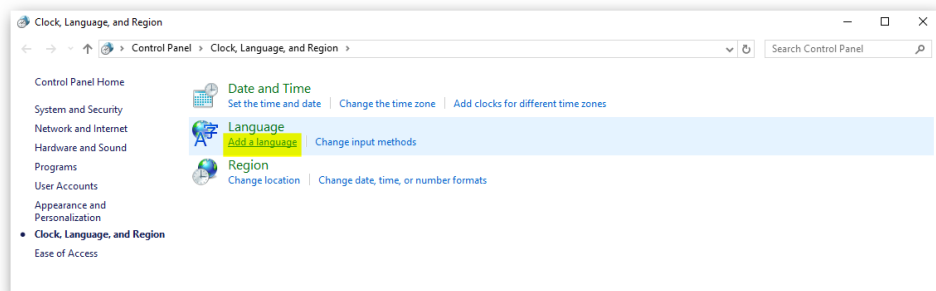 Clock, Language, and Region
Control Panel > Clock, Language, and Region >
Search Control Panel
Control Panel Home
System and Security
Network and Internet
Hardware and Sound
Programs
User Accounts
Appearance and
Personalization
Clock, Language, and Region
Ease of Access
Date and Time
Set the time and date | Change the time zone | Add clocks for different time zones
Language
Add a language | Change input methods
Region
Change location | Change date, time, or number formats